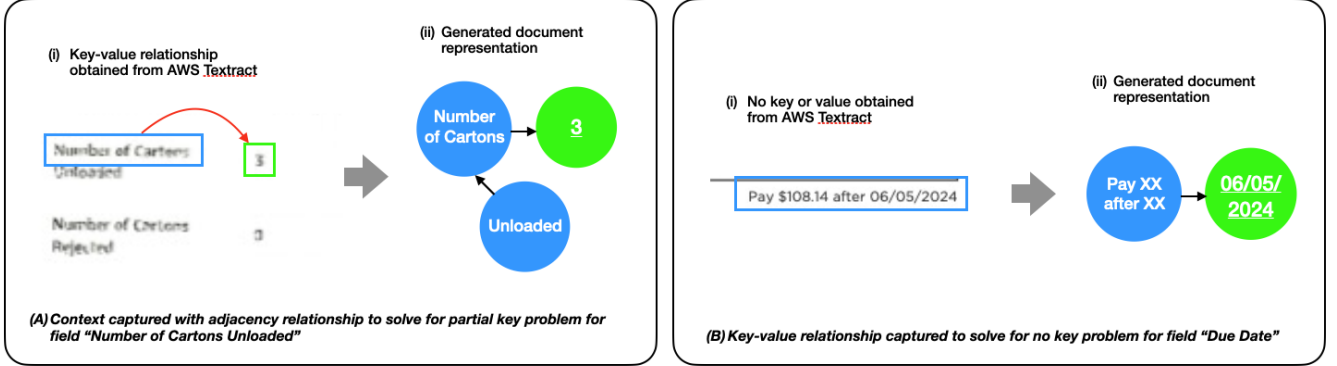 (i) Key-value relationship
obtained from AWS Textract
Number of Cartons
Unloaded
3
Number of Cartons
Rejected
0
(ii) Generated document
representation
Number
of Cartons
3
Unloaded
(A) Context captured with adjacency relationship to solve for partial key problem for
field “Number of Cartons Unloaded”
(i) No key or value obtained
from AWS Textract
Pay $108.14 after 06/05/2024
(ii) Generated document
representation
Pay XX
after XX
06/05/
2024
(B) Key-value relationship captured to solve for no key problem for field “Due Date”